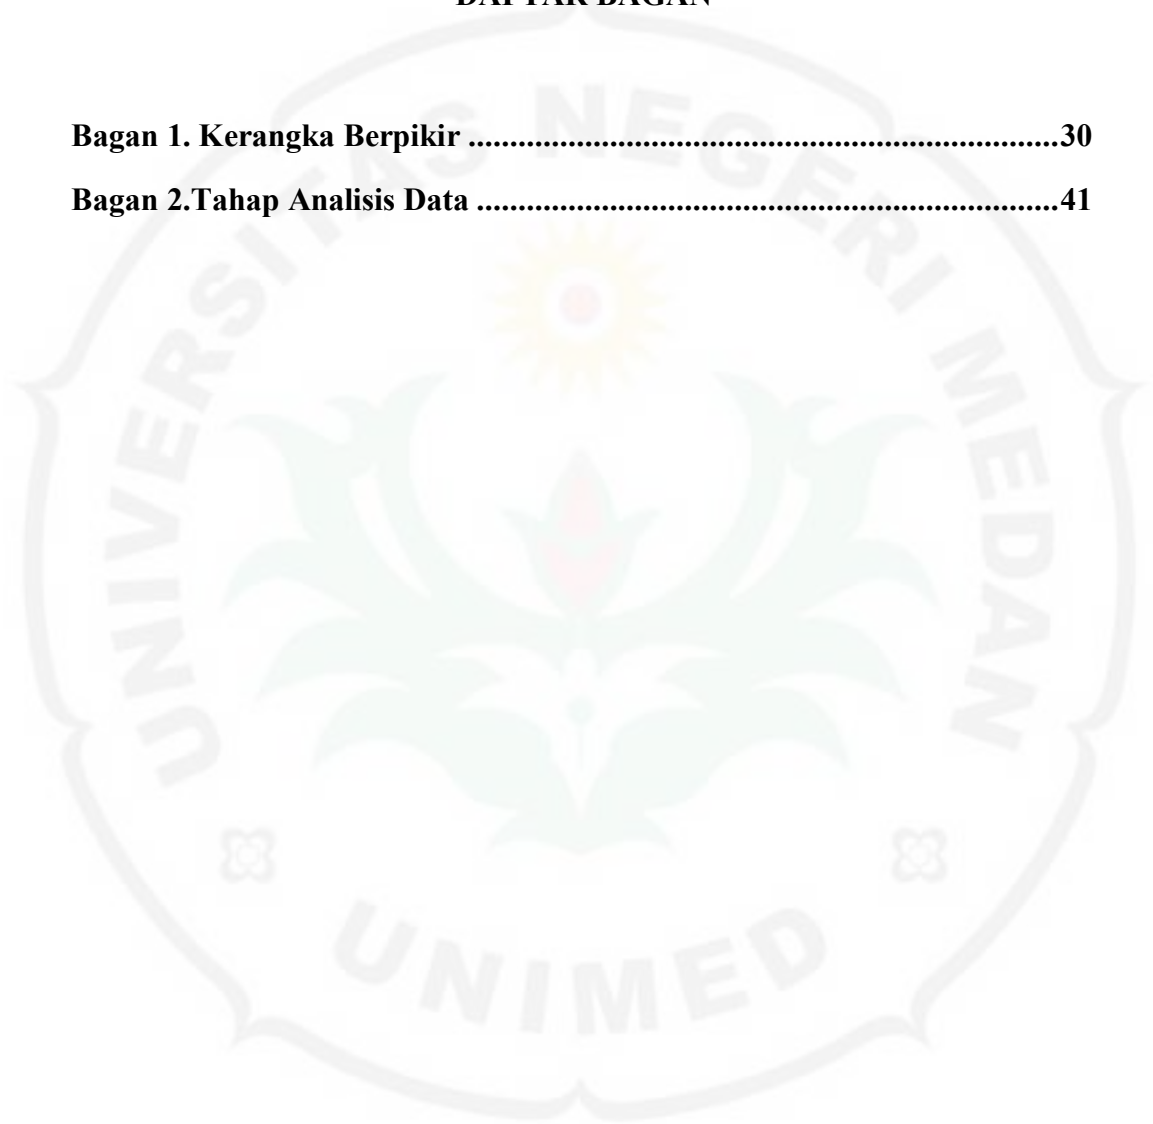 DAFTAR BAGAN
Bagan 1. Kerangka Berpikir .......................................................................30
Bagan 2.Tahap Analisis Data ......................................................................41
UNIVERSITAS NEGERI MEDAN
UNIMED